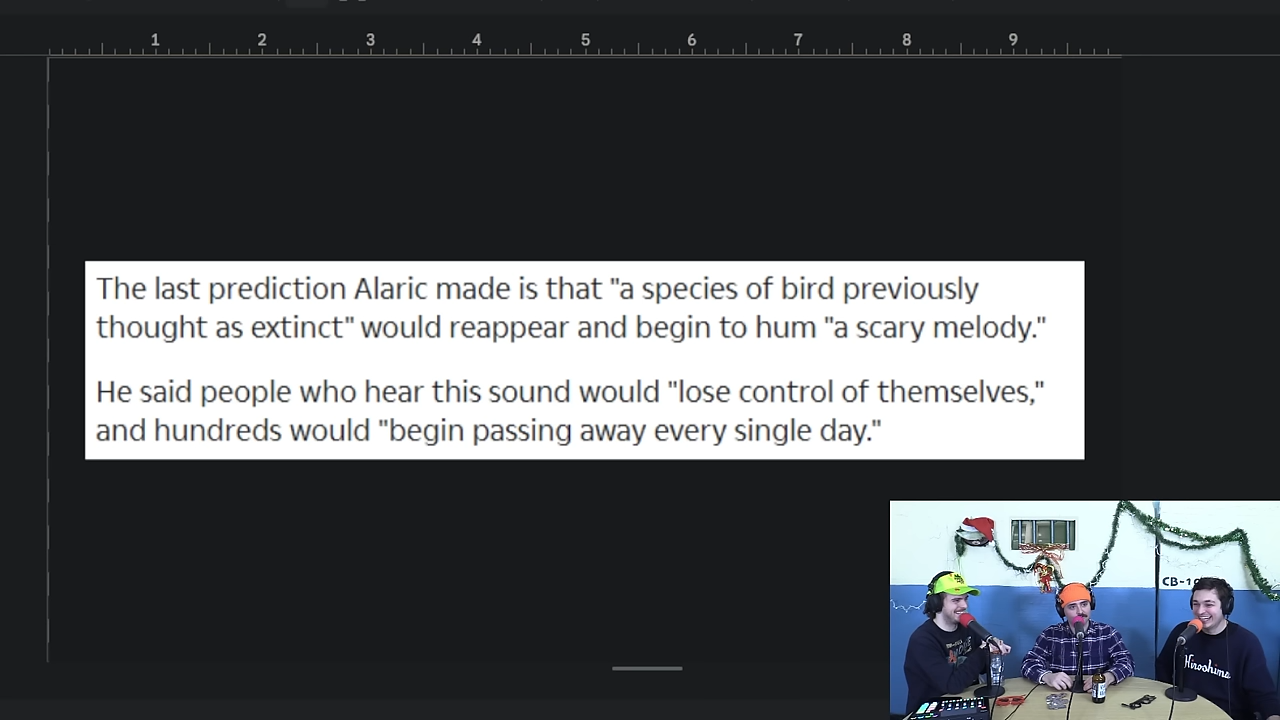 1 2 3 4 5 6 7 8 9
The last prediction Alaric made is that "a species of bird previously
thought as extinct" would reappear and begin to hum "a scary melody."
He said people who hear this sound would "lose control of themselves,"
and hundreds would "begin passing away every single day."
Hiroshima